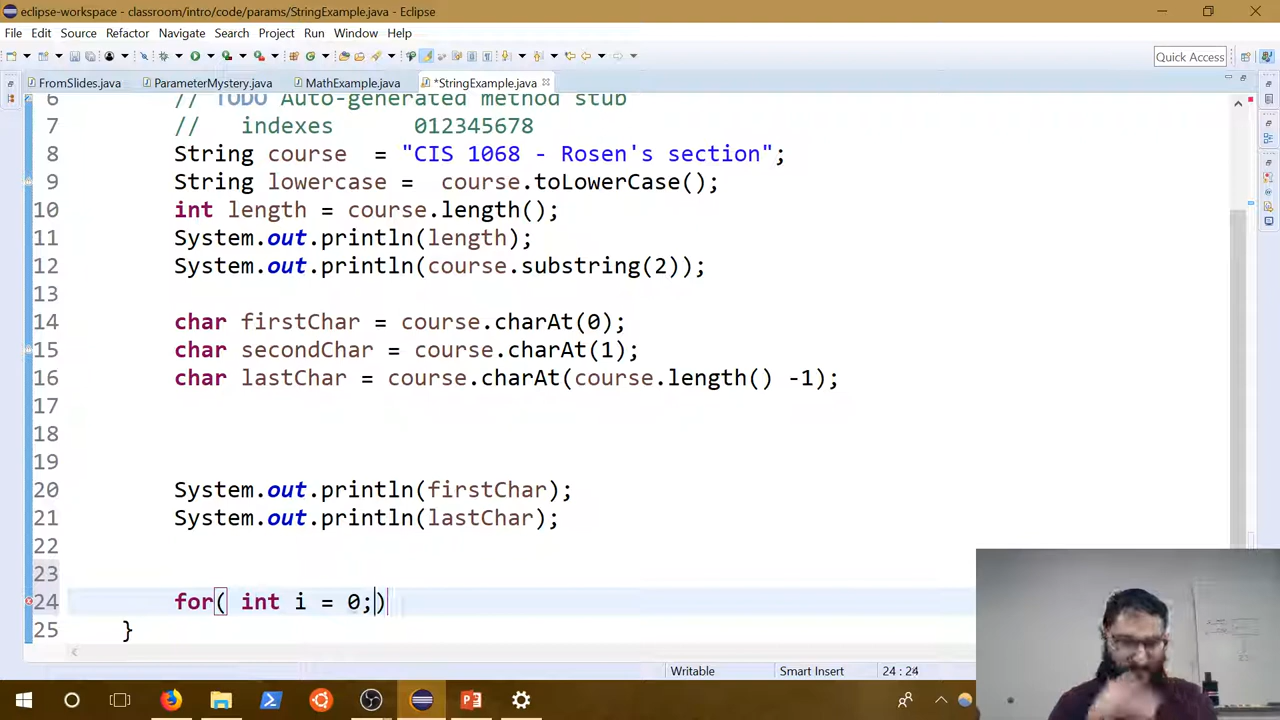 eclipse-workspace - classroom/intro/code/params/StringExample.java - Eclipse
File Edit Source Refactor Navigate Search Project Run Window Help
Quick Access
FromSlides.java ParameterMystery.java MathExample.java *StringExample.java
6 // TODO Auto-generated method stub
7 // indexes 012345678
8 String course = "CIS 1068 - Rosen's section";
9 String lowercase = course.toLowerCase();
10 int length = course.length();
11 System.out.println(length);
12 System.out.println(course.substring(2));
13
14 char firstChar = course.charAt(0);
15 char secondChar = course.charAt(1);
16 char lastChar = course.charAt(course.length() -1);
17
18
19
20 System.out.println(firstChar);
21 System.out.println(lastChar);
22
23
24 for( int i = 0;)
25 }
Writable Smart Insert 24 : 24